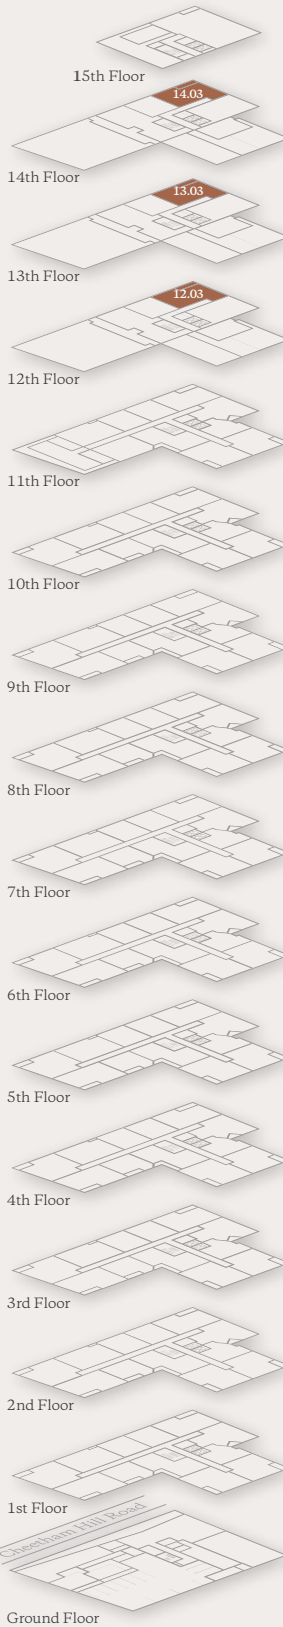 15th Floor
14.03
14th Floor
13.03
13th Floor
12.03
12th Floor
11th Floor
10th Floor
9th Floor
8th Floor
7th Floor
6th Floor
5th Floor
4th Floor
3rd Floor
2nd Floor
1st Floor
Cheetham Hill Road
Ground Floor